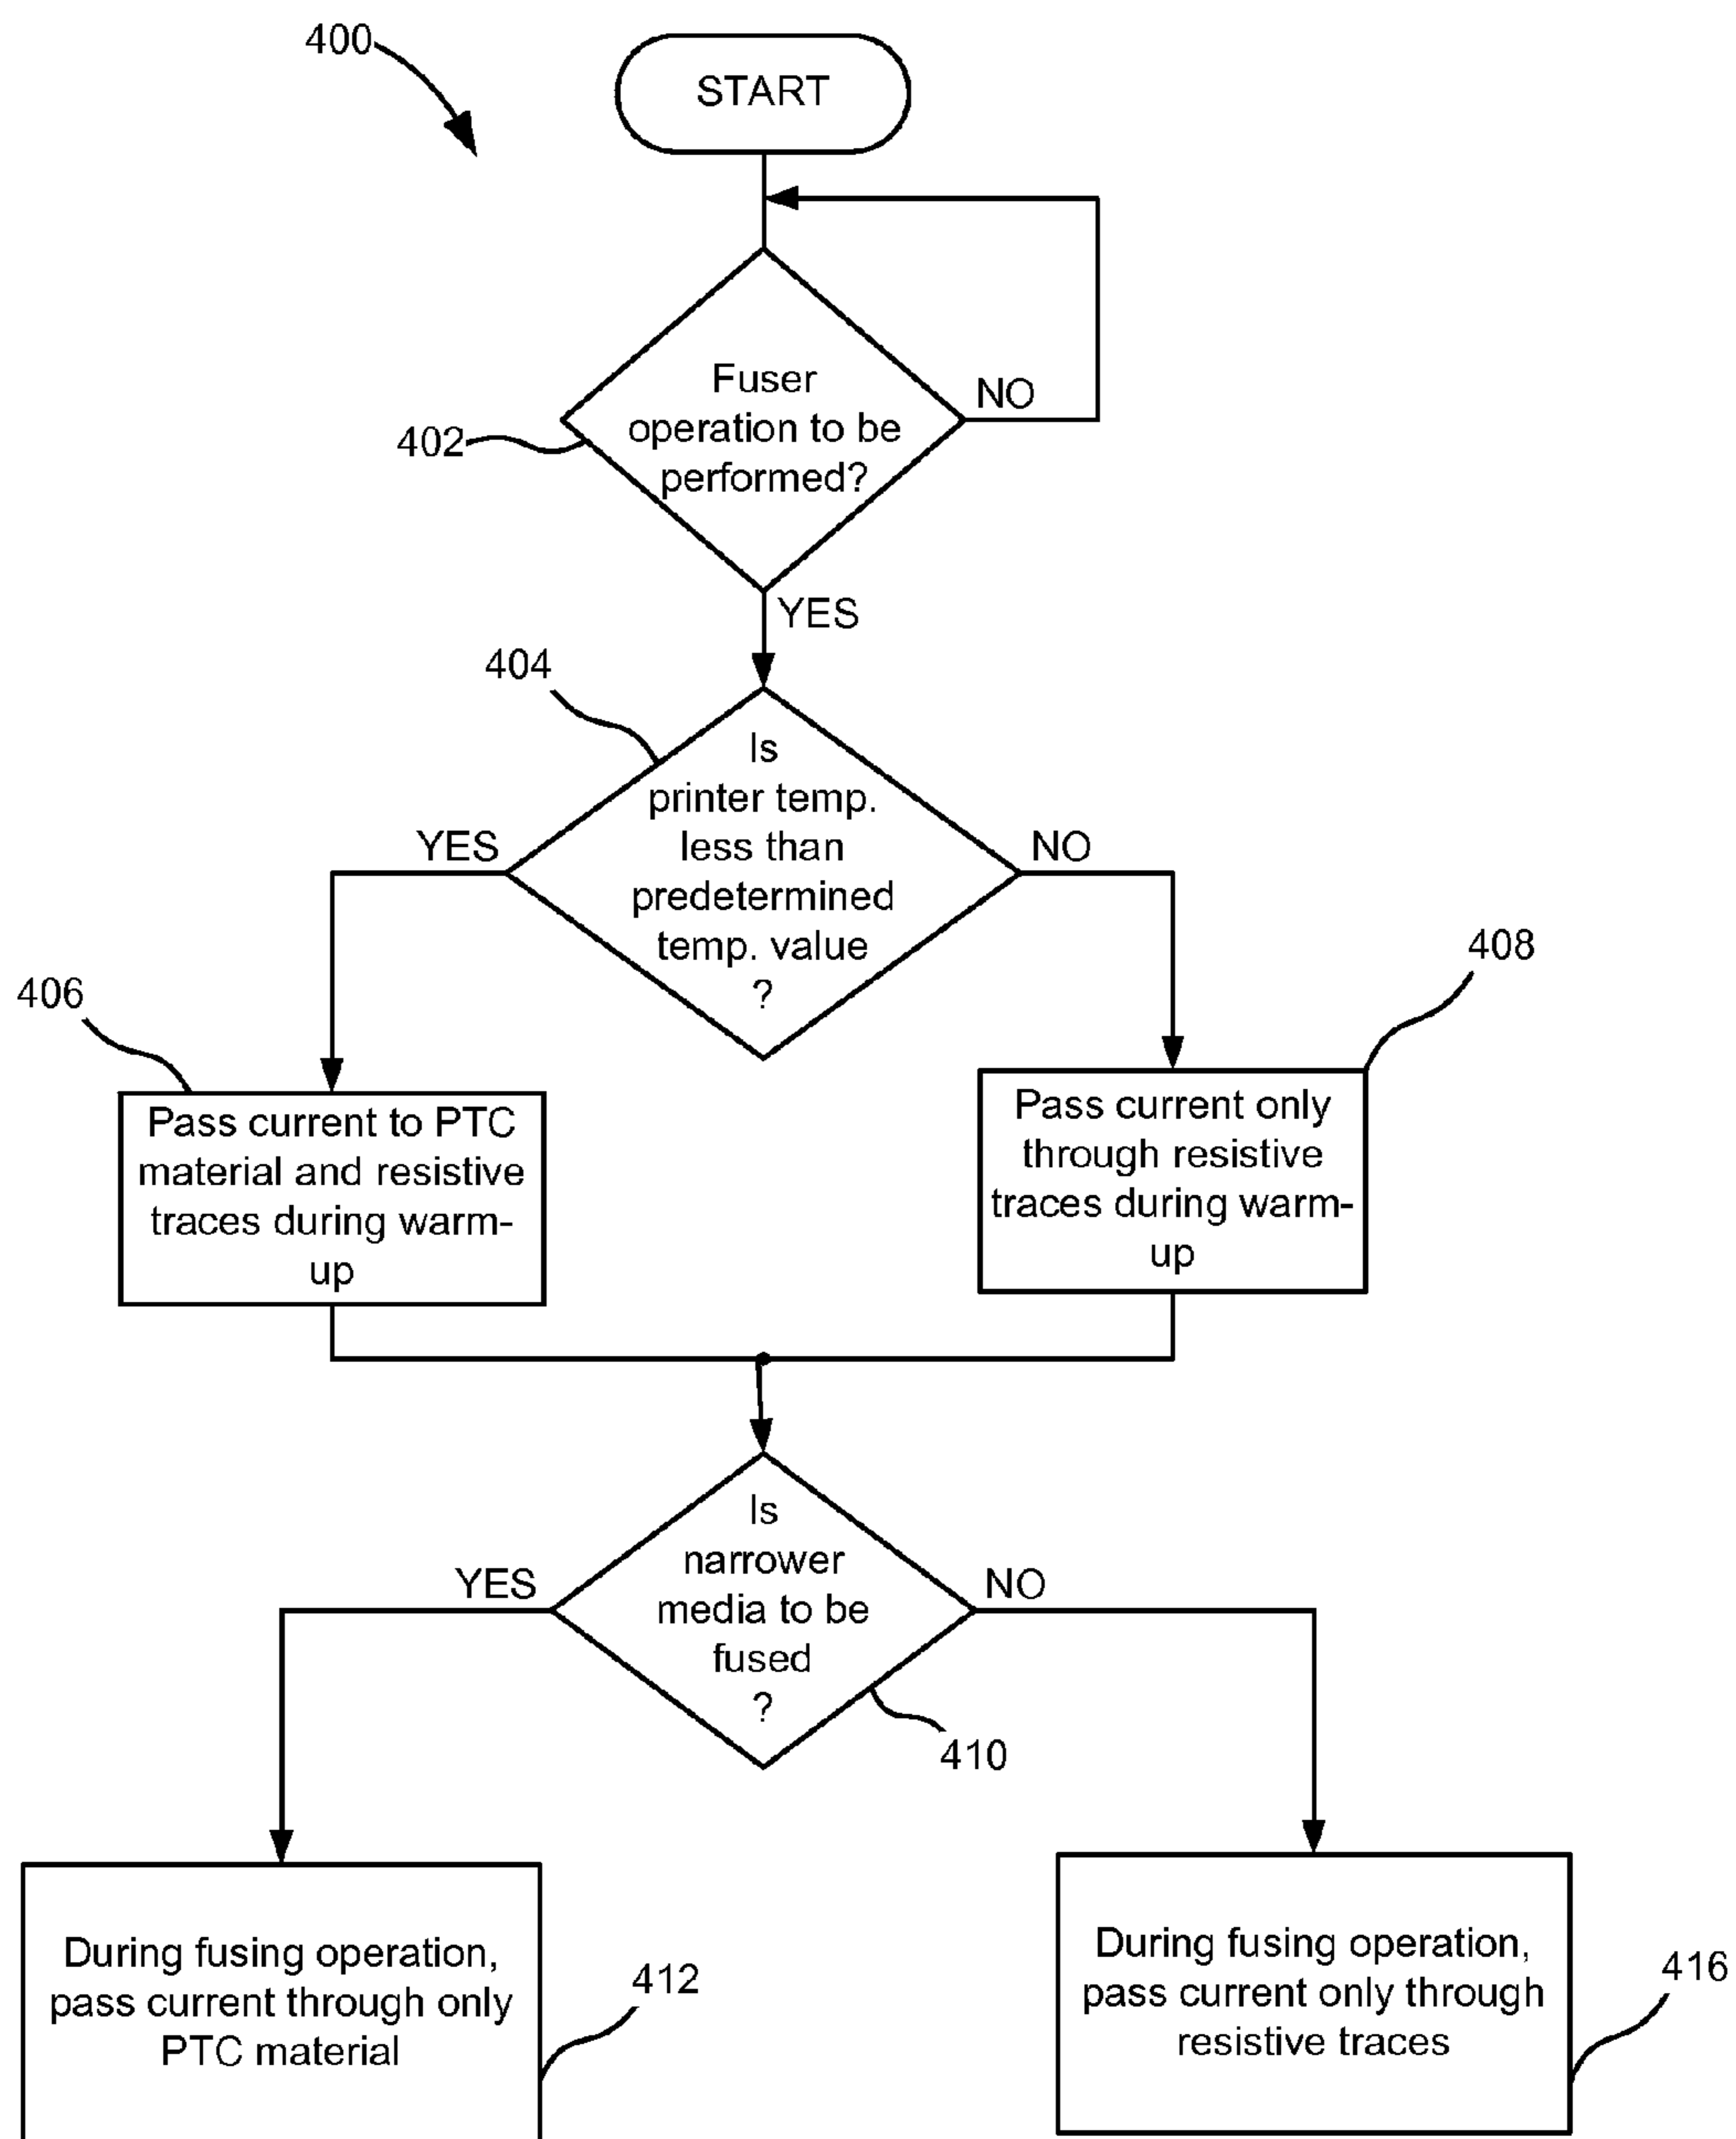 400
START
Fuser
operation to be
performed?
NO
402
YES
404
Is
printer temp.
less than
predetermined
temp. value
?
YES
NO
406
408
Pass current to PTC
material and resistive
traces during warm-
up
Pass current only
through resistive
traces during warm-
up
Is
narrower
media to be
fused
?
YES
NO
410
During fusing operation,
pass current through only
PTC material
412
During fusing operation,
pass current only through
resistive traces
416